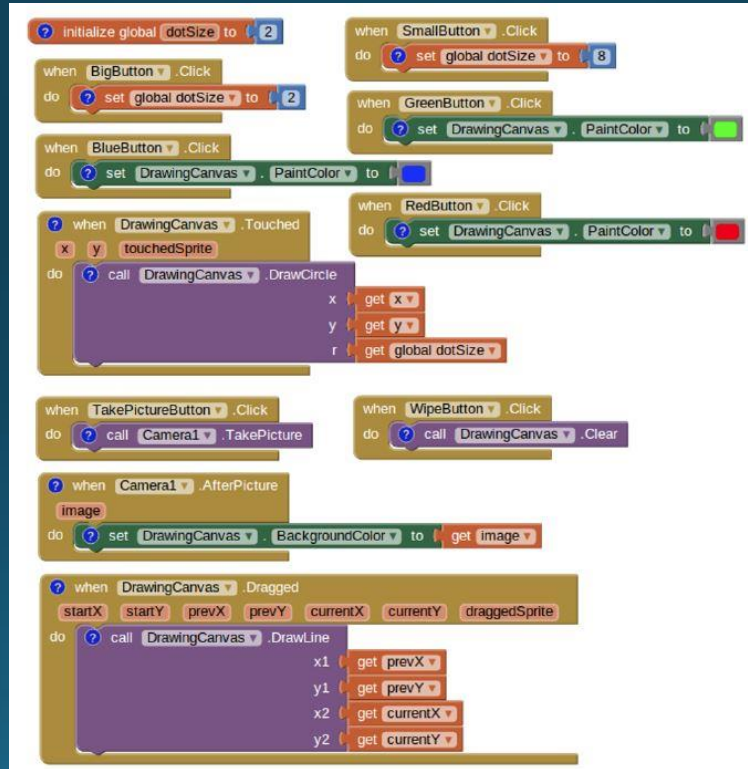 initialize global dotSize to 2
when SmallButton .Click
do set global dotSize to 8
when BigButton .Click
do set global dotSize to 2
when GreenButton .Click
do set DrawingCanvas . PaintColor to
when BlueButton .Click
do set DrawingCanvas . PaintColor to
when RedButton .Click
do set DrawingCanvas . PaintColor to
when DrawingCanvas .Touched
x y touchedSprite
do call DrawingCanvas .DrawCircle
x get x
y get y
r get global dotSize
when TakePictureButton .Click
do call Camera1 .TakePicture
when WipeButton .Click
do call DrawingCanvas .Clear
when Camera1 .AfterPicture
image
do set DrawingCanvas . BackgroundColor to get image
when DrawingCanvas .Dragged
startX startY prevX prevY currentX currentY draggedSprite
do call DrawingCanvas .DrawLine
x1 get prevX
y1 get prevY
x2 get currentX
y2 get currentY